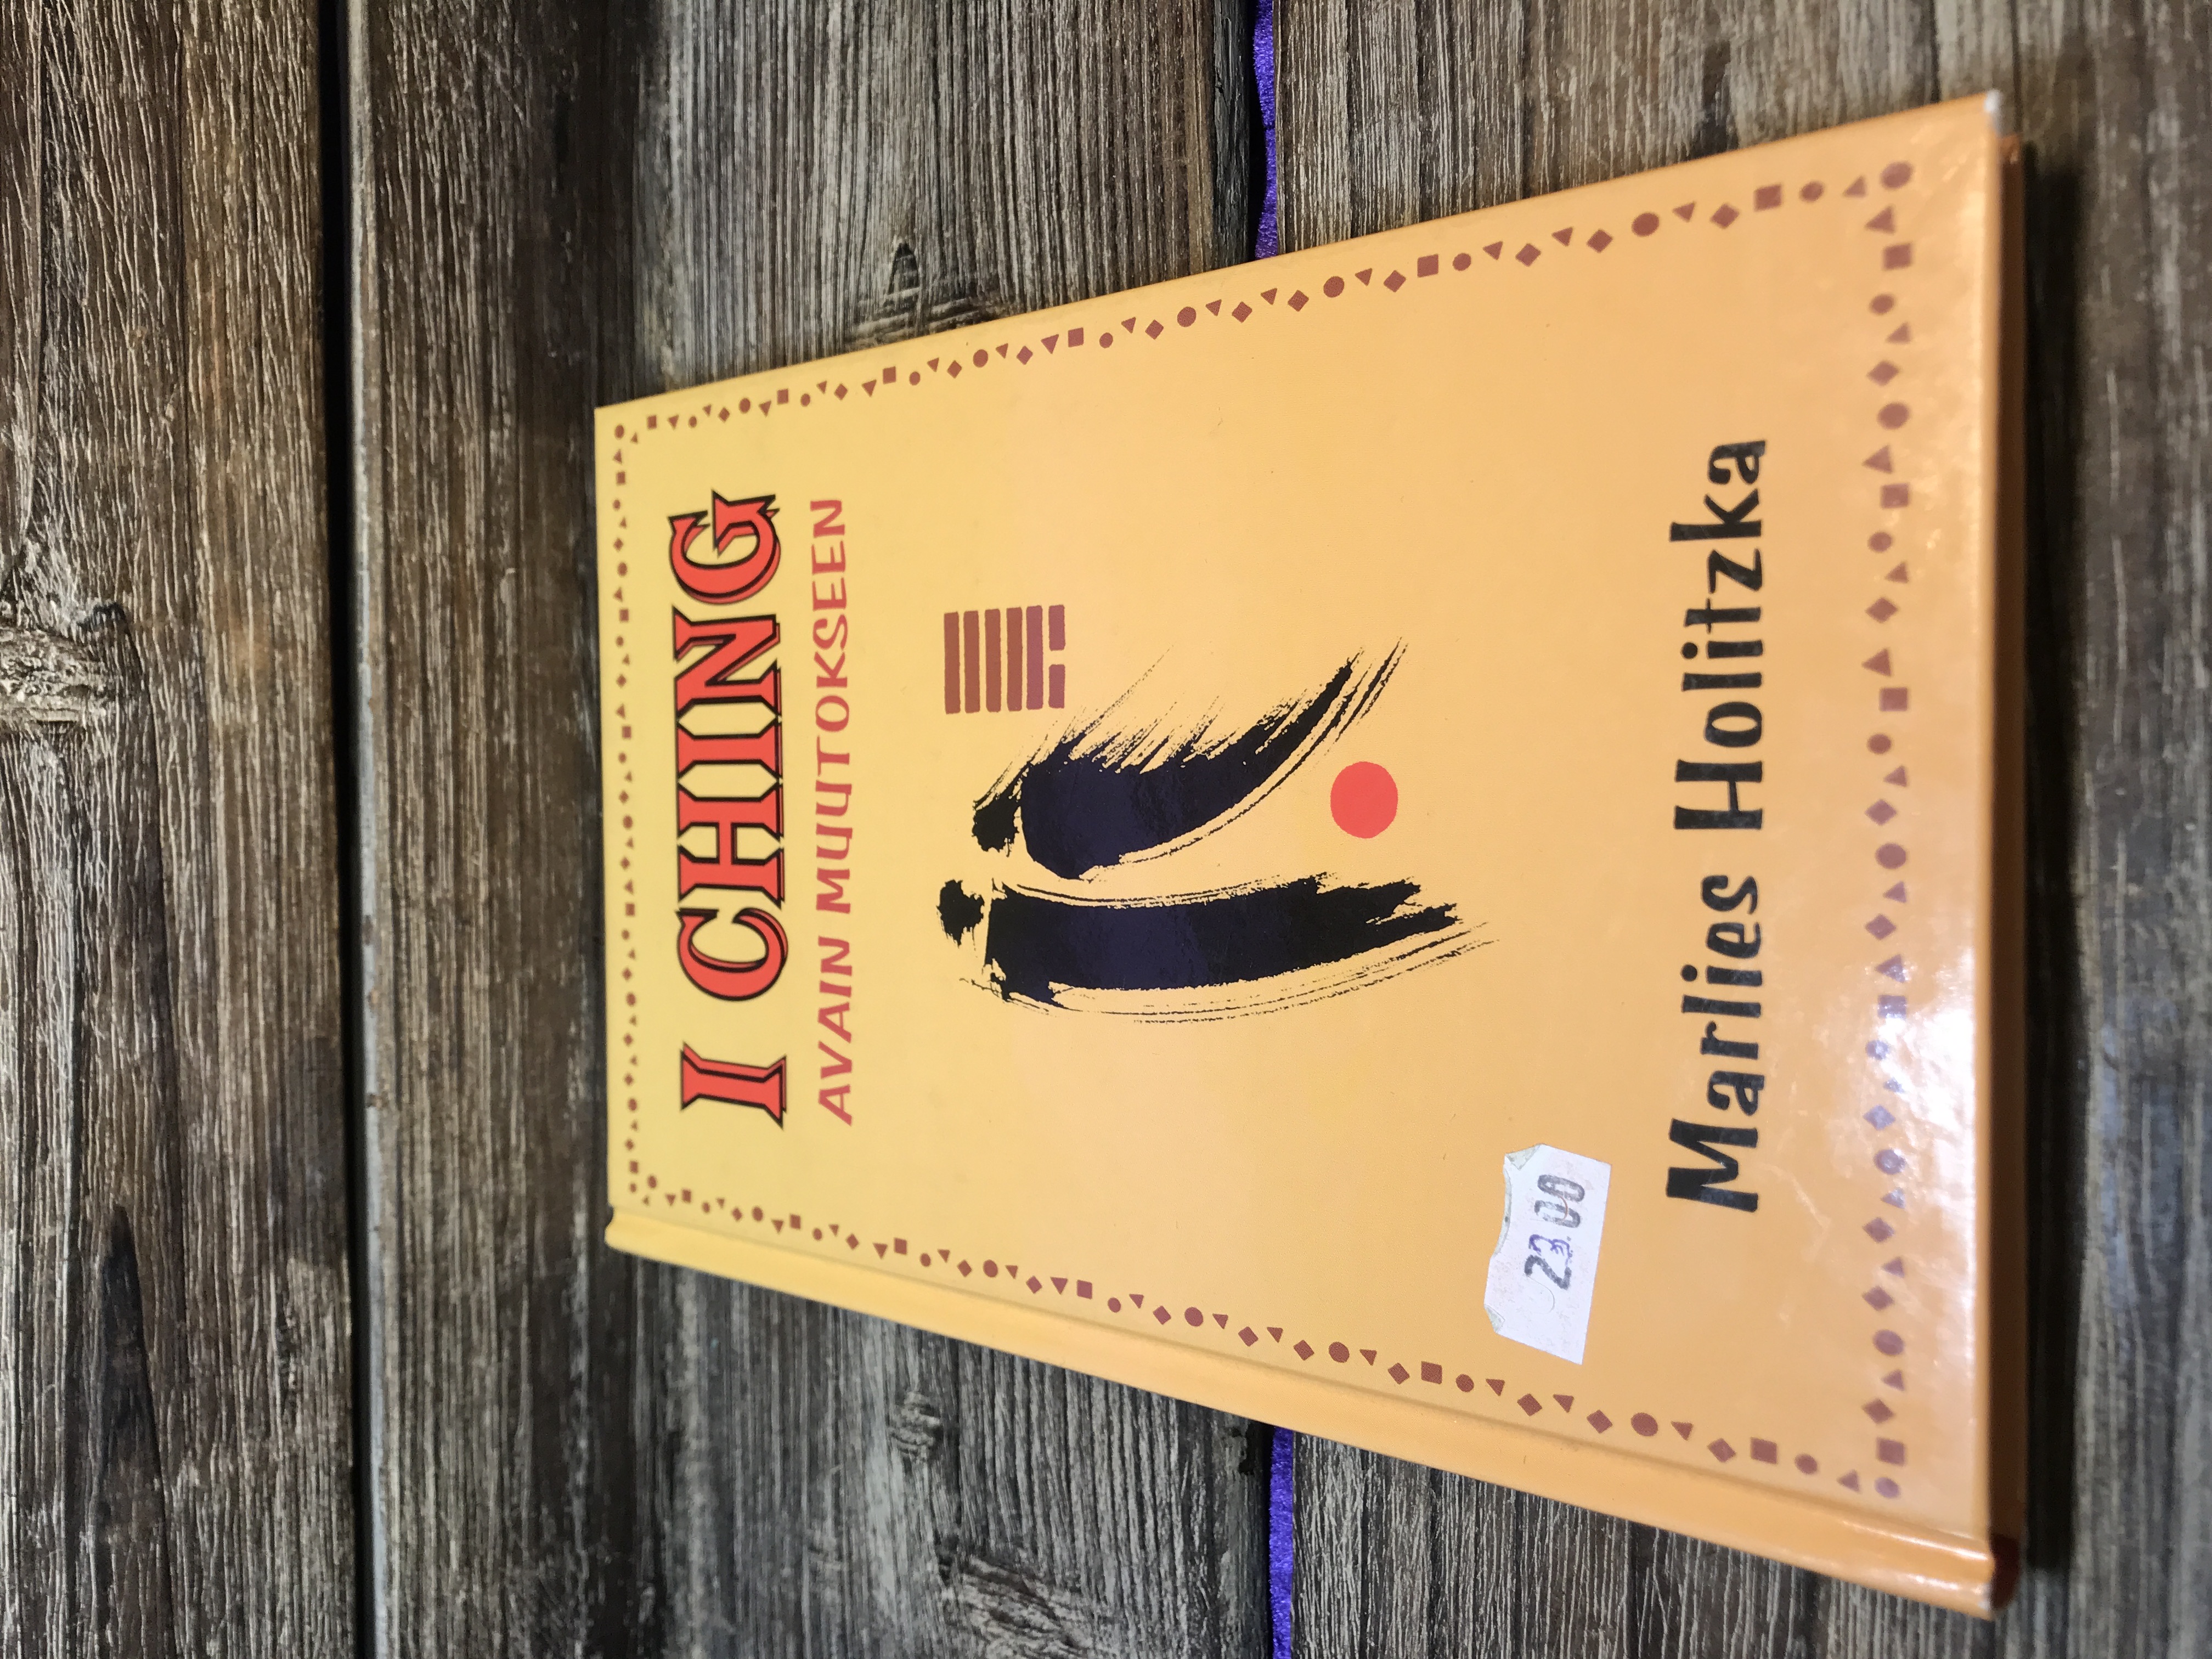 I CHING
AVAIN MUUTOKSEEN
23.00
Marlies Holitzka